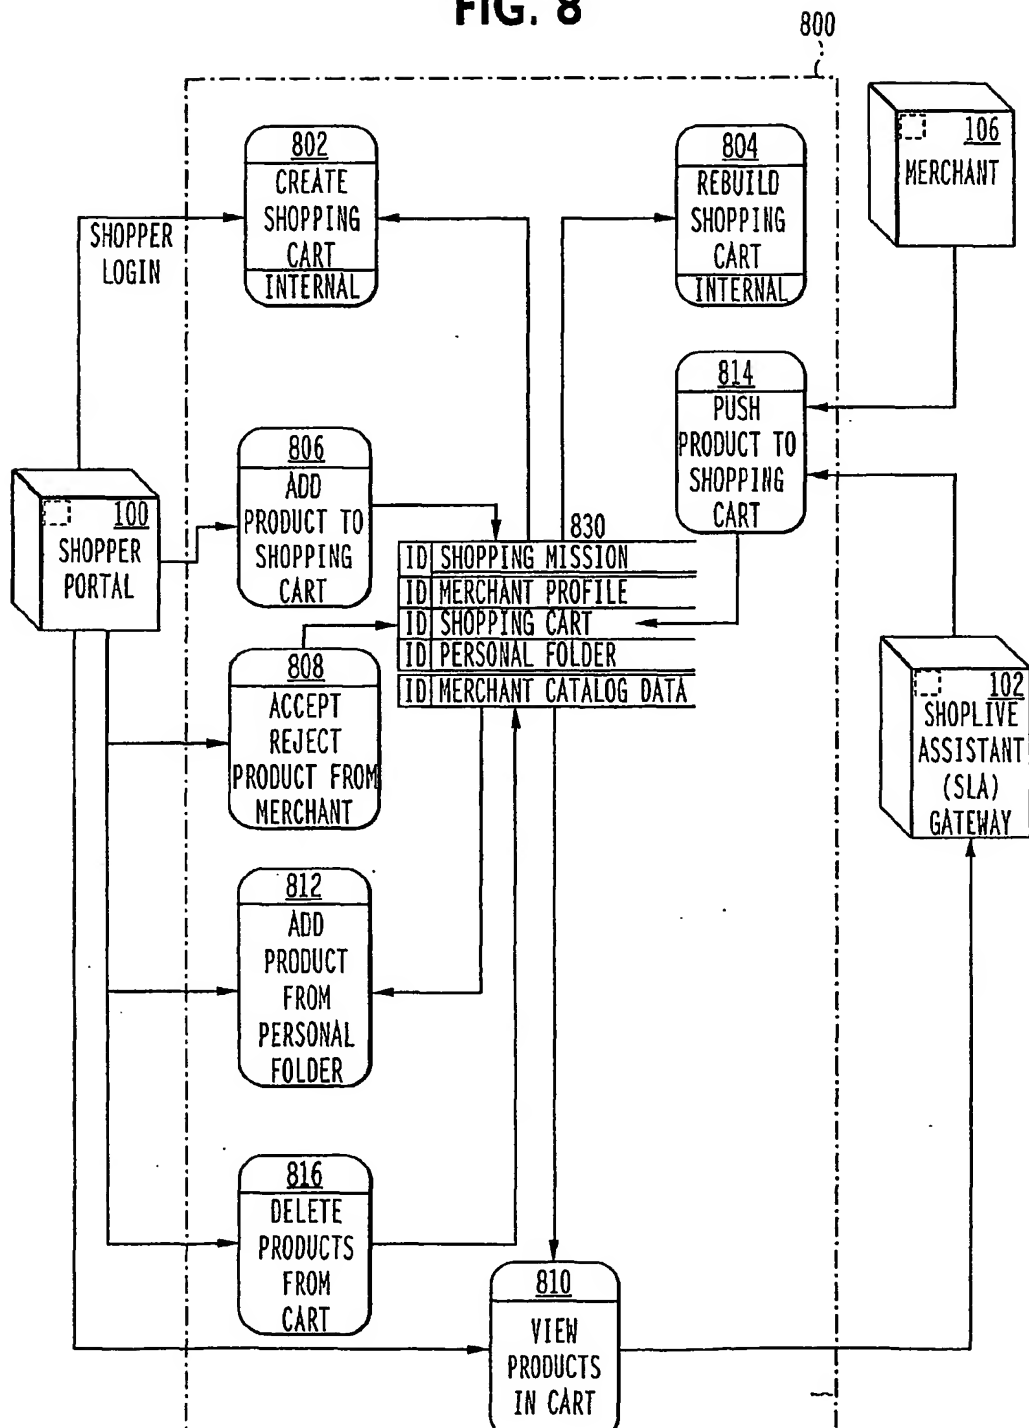 FIG. 8
800
802
CREATE
SHOPPING
CART
INTERNAL
804
REBUILD
SHOPPING
CART
INTERNAL
106
MERCHANT
SHOPPER
LOGIN
814
PUSH
PRODUCT TO
SHOPPING
CART
806
ADD
PRODUCT TO
SHOPPING
CART
100
SHOPPER
PORTAL
830
ID SHOPPING MISSION
ID MERCHANT PROFILE
ID SHOPPING CART
ID PERSONAL FOLDER
ID MERCHANT CATALOG DATA
808
ACCEPT
REJECT
PRODUCT FROM
MERCHANT
102
SHOPLIVE
ASSISTANT
(SLA)
GATEWAY
812
ADD
PRODUCT
FROM
PERSONAL
FOLDER
816
DELETE
PRODUCTS
FROM
CART
810
VIEW
PRODUCTS
IN CART